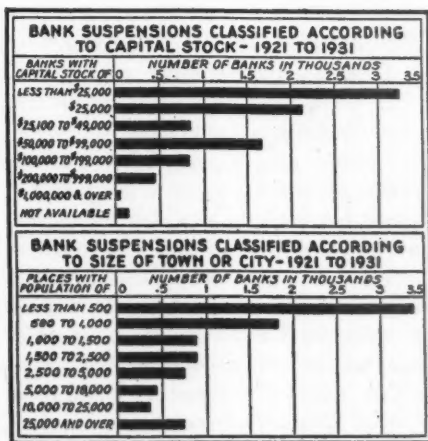 BANK SUSPENSIONS CLASSIFIED ACCORDING
TO CAPITAL STOCK - 1921 TO 1931
BANKS WITH CAPITAL STOCK OF
NUMBER OF BANKS IN THOUSANDS
0 .5 1 1.5 2 2.5 3 3.5
LESS THAN $25,000
$25,000
$25,100 TO $49,000
$50,000 TO $99,000
$100,000 TO $199,000
$200,000 TO $999,000
$1,000,000 & OVER
NOT AVAILABLE
BANK SUSPENSIONS CLASSIFIED ACCORDING
TO SIZE OF TOWN OR CITY - 1921 TO 1931
PLACES WITH POPULATION OF
NUMBER OF BANKS IN THOUSANDS
0 .5 1 1.5 2 2.5 3 3.5
LESS THAN 500
500 TO 1,000
1,000 TO 1,500
1,500 TO 2,500
2,500 TO 5,000
5,000 TO 10,000
10,000 TO 25,000
25,000 AND OVER